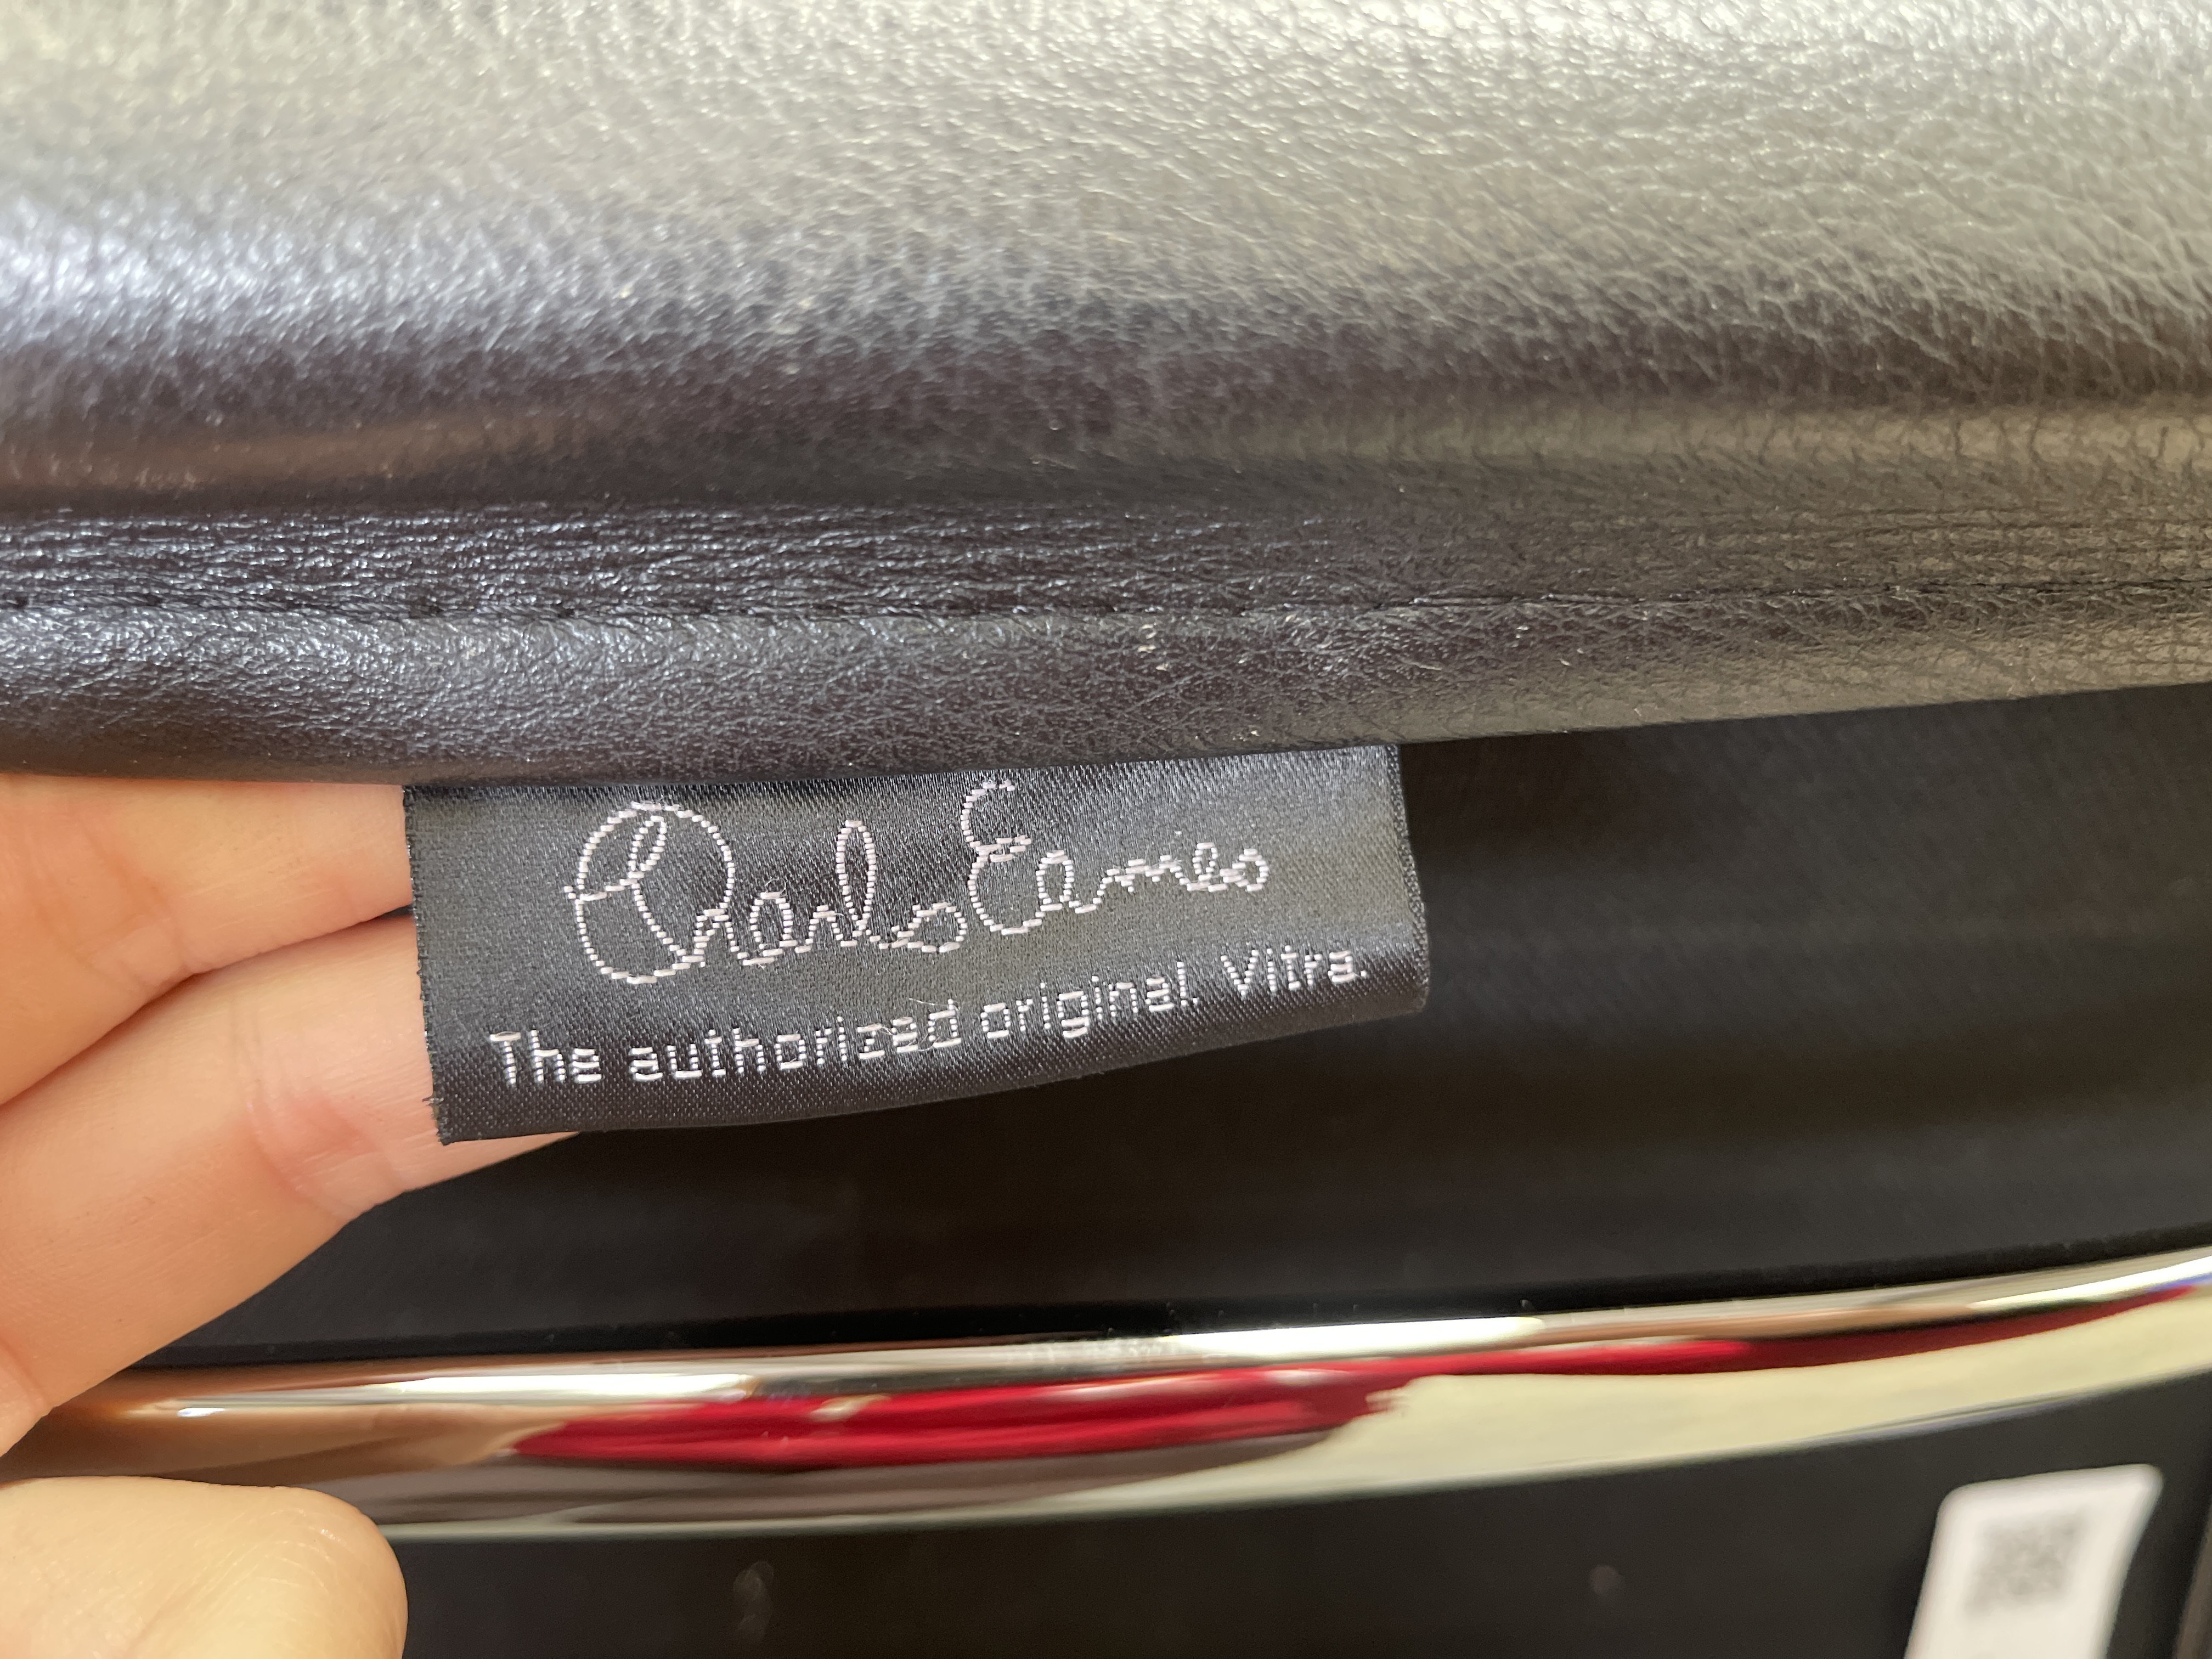 Charles Eames
The authorized original. Vitra.